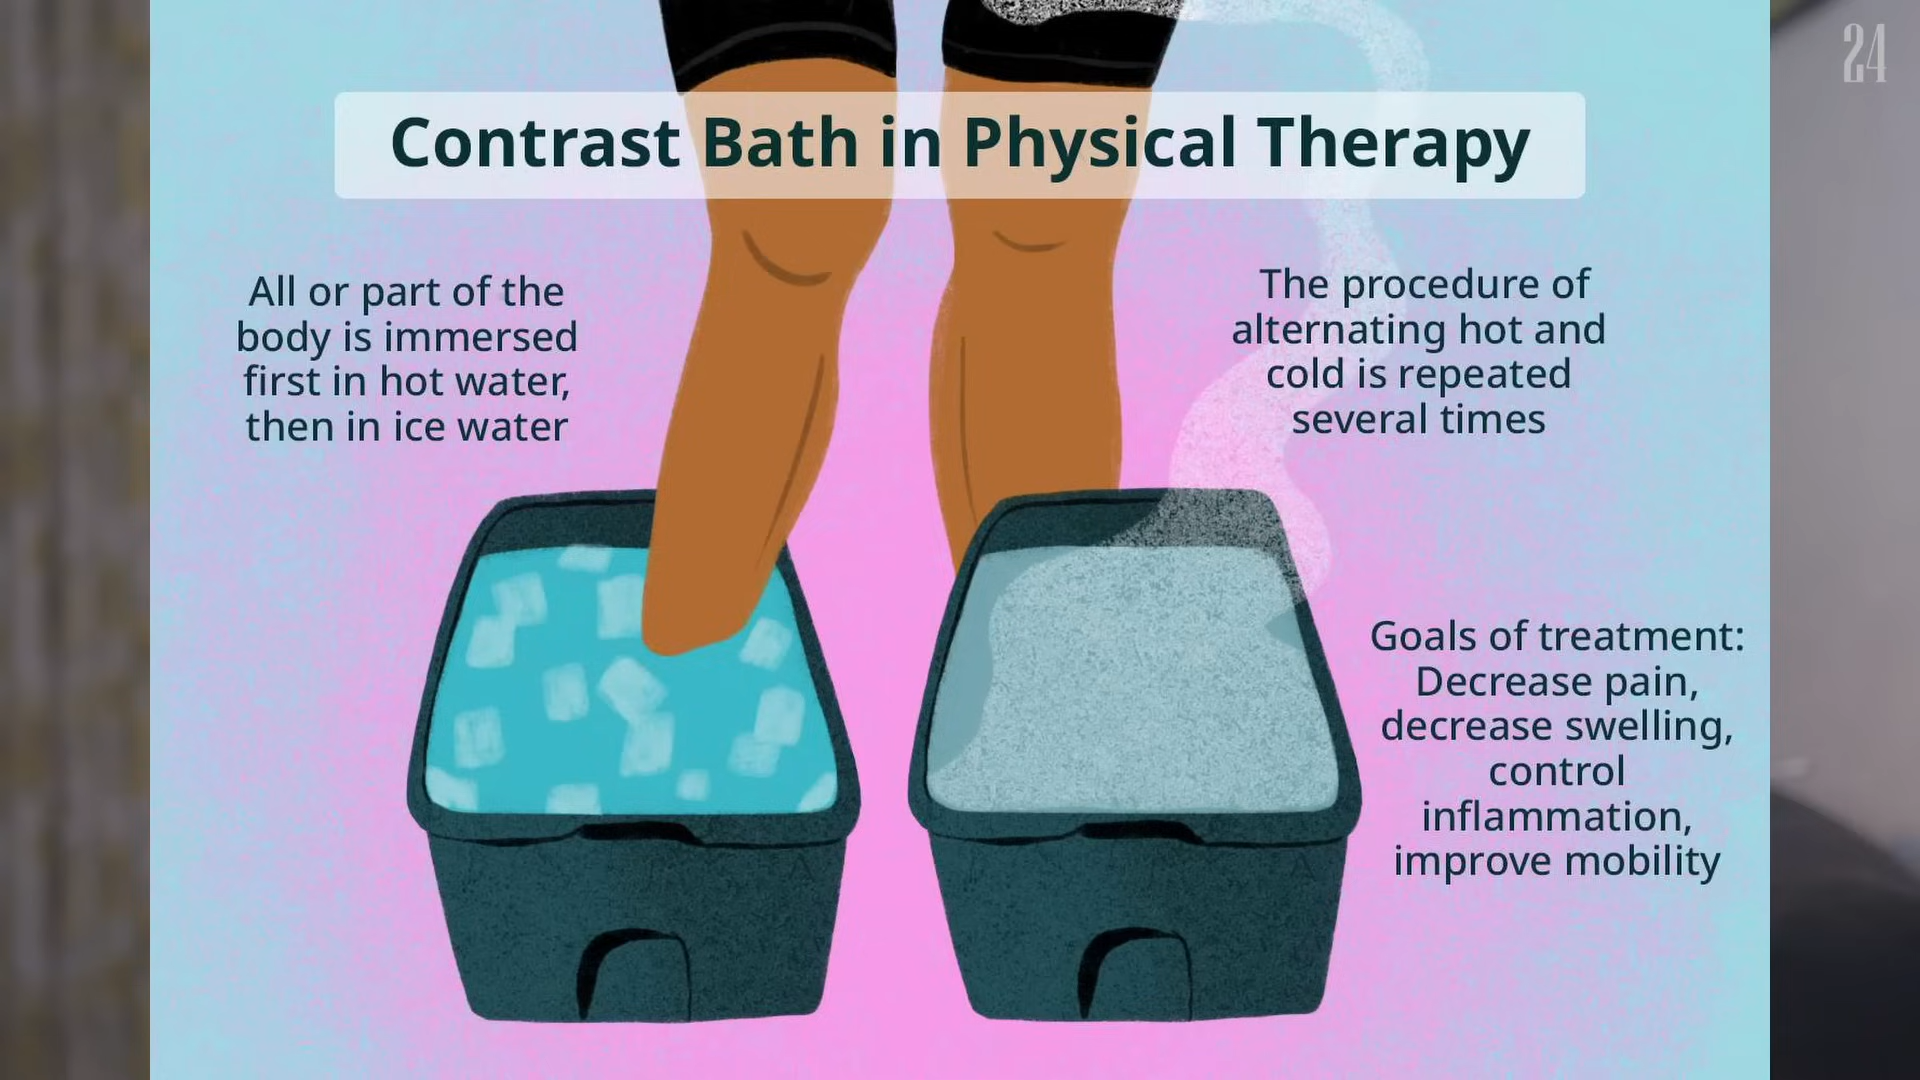 24
Contrast Bath in Physical Therapy
All or part of the
body is immersed
first in hot water,
then in ice water
The procedure of
alternating hot and
cold is repeated
several times
Goals of treatment:
Decrease pain,
decrease swelling,
control
inflammation,
improve mobility